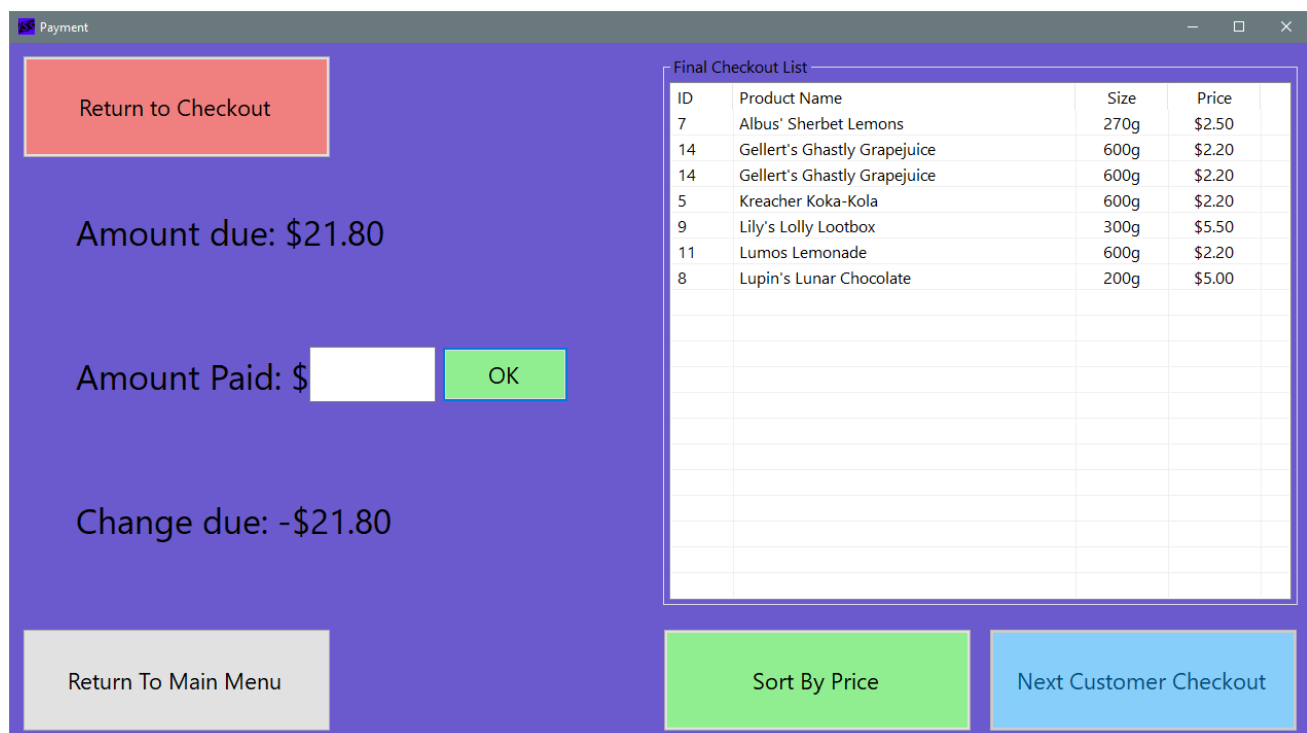 Payment
Return to Checkout
Amount due: $21.80
Amount Paid: $
OK
Change due: -$21.80
Return To Main Menu
Final Checkout List
ID Product Name Size Price
7 Albus' Sherbet Lemons 270g $2.50
14 Gellert's Ghastly Grapejuice 600g $2.20
14 Gellert's Ghastly Grapejuice 600g $2.20
5 Kreacher Koka-Kola 600g $2.20
9 Lily's Lolly Lootbox 300g $5.50
11 Lumos Lemonade 600g $2.20
8 Lupin's Lunar Chocolate 200g $5.00
Sort By Price
Next Customer Checkout